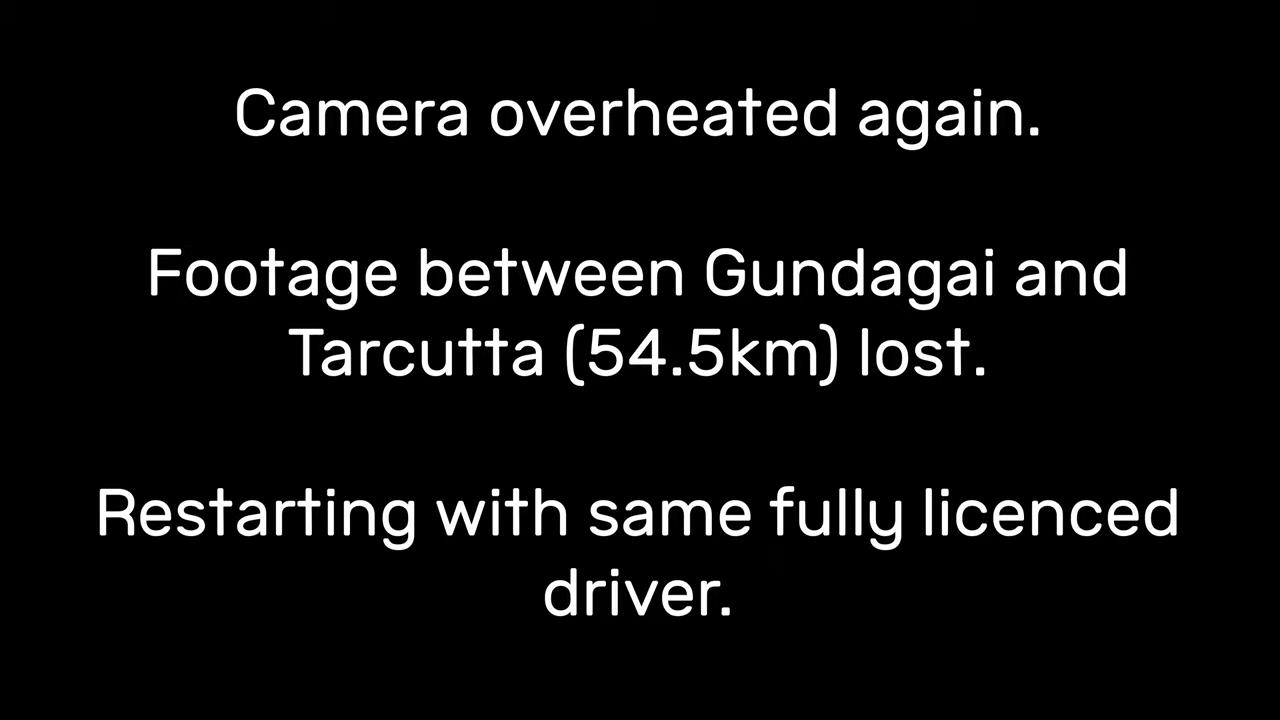 Camera overheated again.
Footage between Gundagai and
Tarcutta (54.5km) lost.
Restarting with same fully licenced
driver.